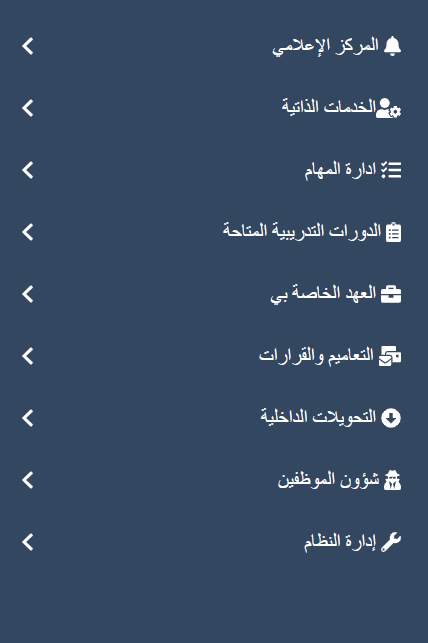 المركز الإعلامي
الخدمات الذاتية
ادارة المهام
الدورات التدريبية المتاحة
العهد الخاصة بي
التعاميم والقرارات
التحويلات الداخلية
شؤون الموظفين
إدارة النظام